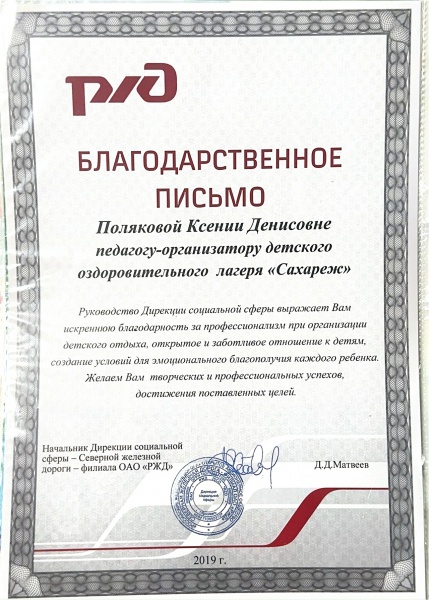 ржд
БЛАГОДАРСТВЕННОЕ
ПИСЬМО
Поляковой Ксении Денисовне
педагогу-организатору детского
оздоровительного лагеря «Сахареж»
Руководство Дирекции социальной сферы выражает Вам
искреннюю благодарность за профессионализм при организации
детского отдыха, открытое и заботливое отношение к детям,
создание условий для эмоционального благополучия каждого ребенка.
Желаем Вам творческих и профессиональных успехов,
достижения поставленных целей.
Начальник Дирекции социальной
сферы – Северной железной
дороги – филиала ОАО «РЖД»
Д.Д.Матвеев
Дирекция
социальной
сферы
2019 г.